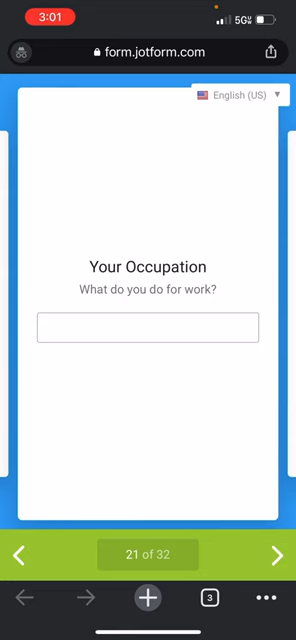 3:01
5G
form.jotform.com
English (US)
Your Occupation
What do you do for work?
21 of 32
3